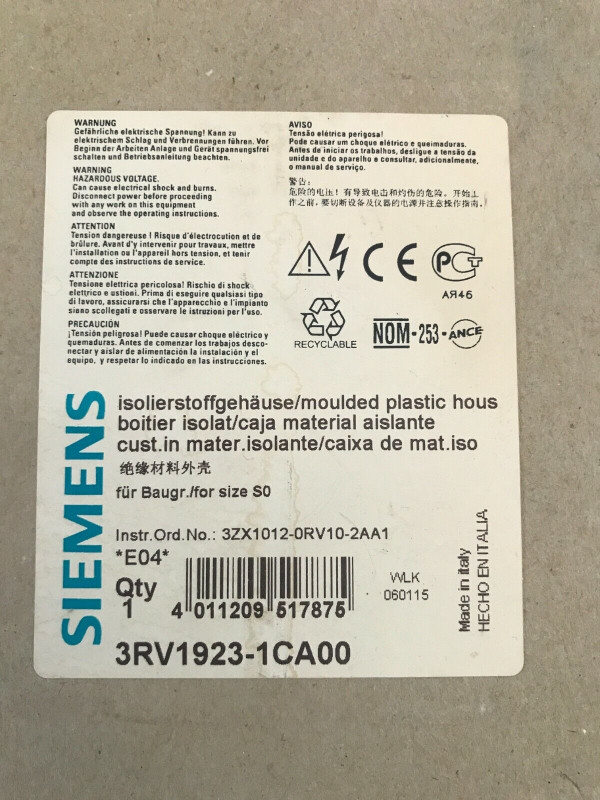 WARNUNG
Gefährliche elektrische Spannung! Kann zu
elektrischem Schlag und Verbrennungen führen. Vor
Beginn der Arbeiten Anlage und Gerät spannungsfrei
schalten und Betriebsanleitung beachten.
WARNING
HAZARDOUS VOLTAGE.
Can cause electrical shock and burns.
Disconnect power before proceeding
with any work on this equipment
and observe the operating instructions.
ATTENTION
Tension dangereuse ! Risque d'électrocution et de
brûlure. Avant d'y intervenir pour travaux, mettre
l'installation ou l'appareil hors tension, et tenir
compte des instructions de service.
ATTENZIONE
Tensione elettrica pericolosa! Rischio di shock
elettrico e ustioni. Prima di eseguire qualsiasi tipo
di lavoro, assicurarsi che l'apparecchio e l'impianto
siano scollegati e osservare le istruzioni per l'uso.
PRECAUCIÓN
¡Tensión peligrosa! Puede causar choque eléctrico y
quemaduras. Antes de comenzar los trabajos desco-
nectar y aislar de alimentación la instalación y el
equipo, y respetar lo indicado en las instrucciones.
AVISO
Tensão elétrica perigosa!
Pode causar um choque elétrico e queimaduras.
Antes de iniciar os trabalhos, desligue a tensão da
unidade e do aparelho e consultar, adicionalmente,
o manual de serviço.
警告:
危险的电压! 有导致电击和灼伤的危险。开始工
作之前,要切断设备及仪器的电源并注意操作指南。
CE
РСТ
АЯ46
RECYCLABLE
NOM-253-ANCE
SIEMENS
isolierstoffgehäuse/moulded plastic hous
boitier isolat/caja material aislante
cust.in mater.isolante/caixa de mat.iso
绝缘材料外壳
für Baugr./for size S0
Instr.Ord.No.: 3ZX1012-0RV10-2AA1
*E04*
Qty
1
4 011209 517875
WLK
060115
Made in italy
HECHO EN ITALIA
3RV1923-1CA00